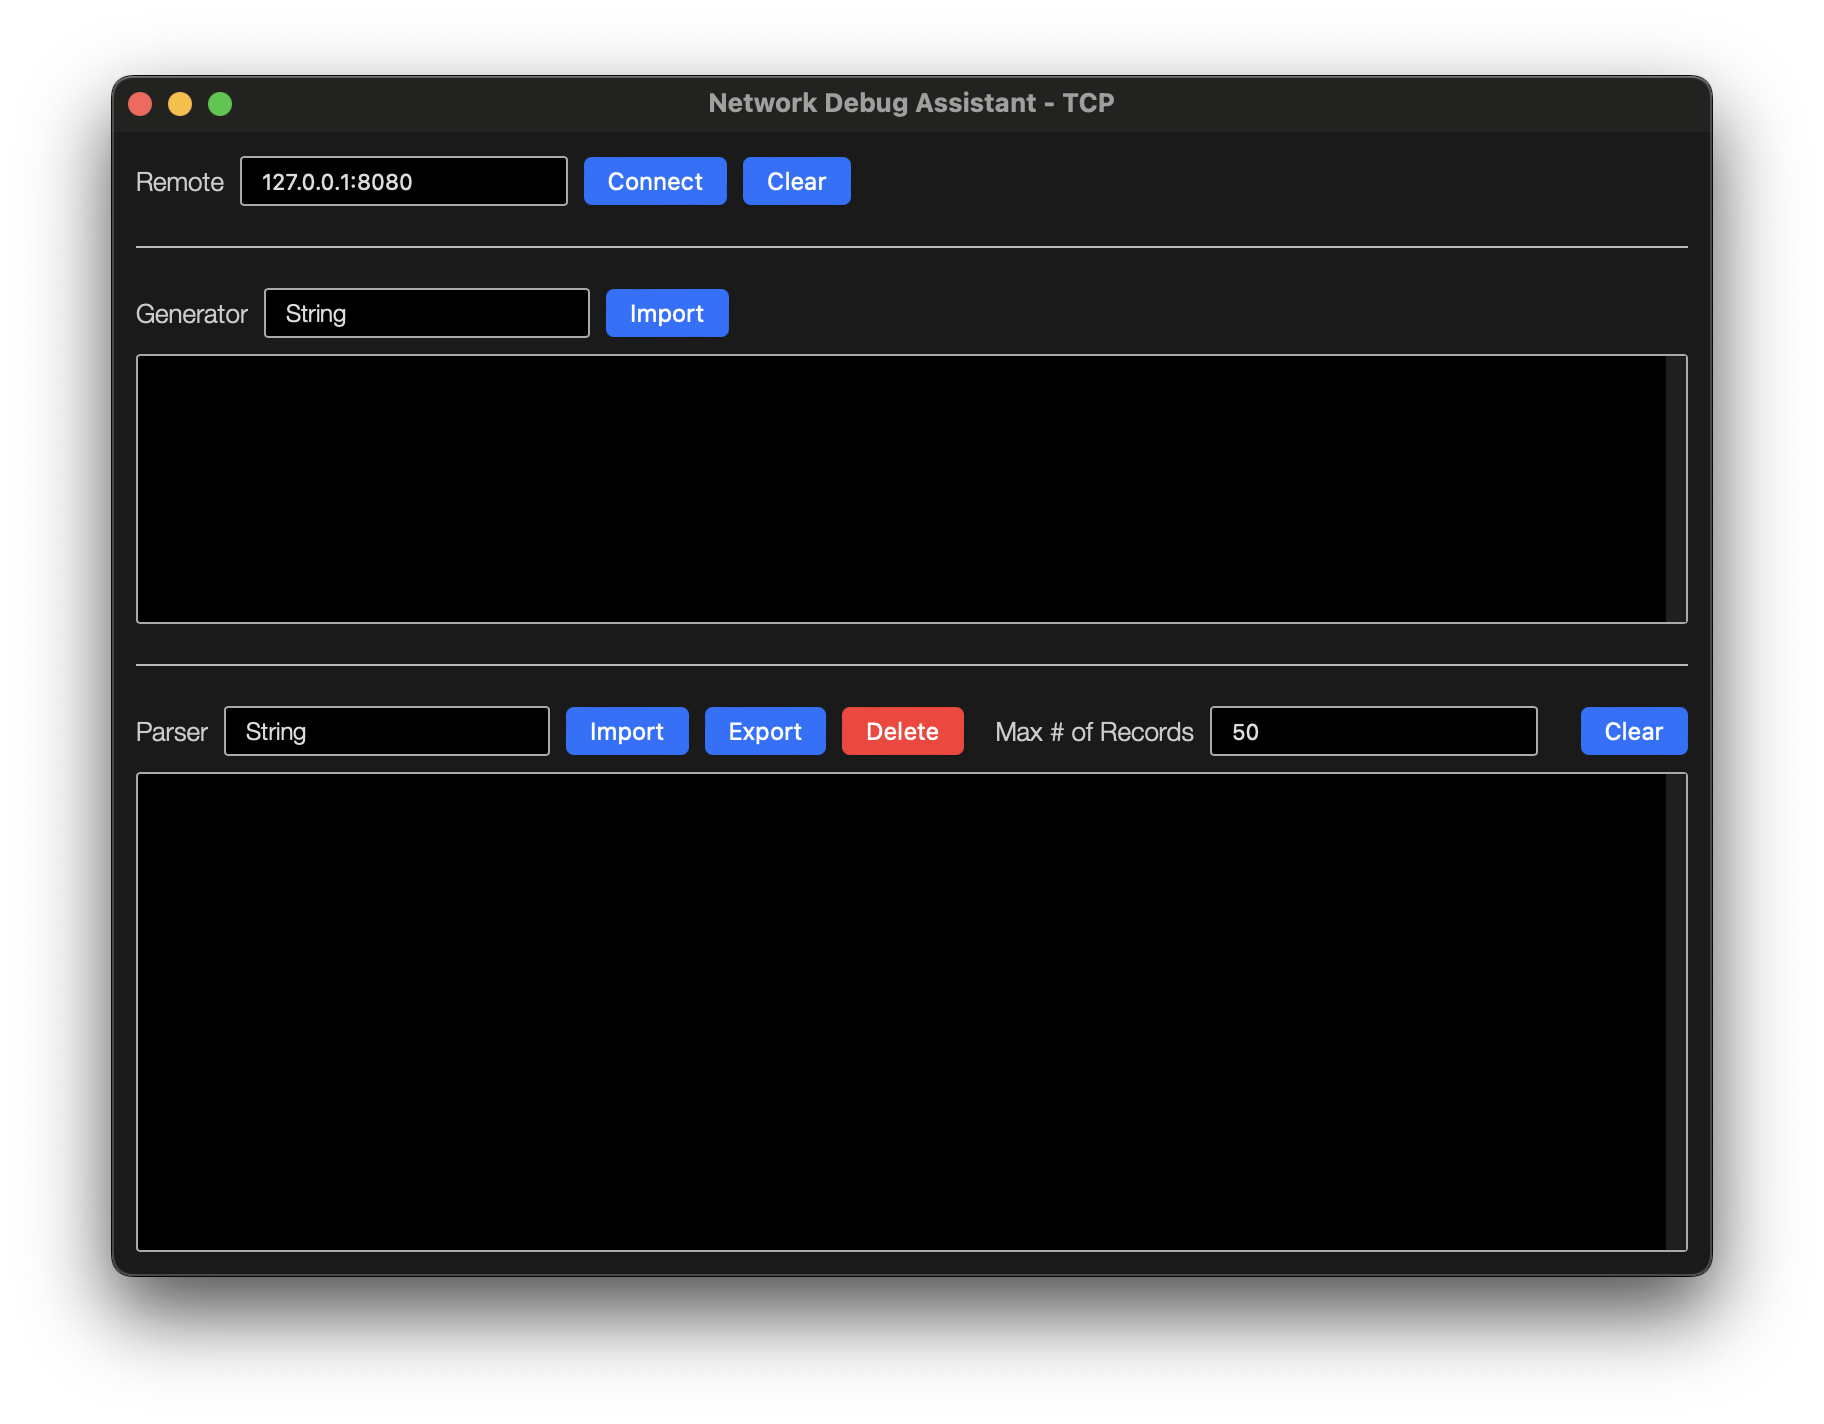 Network Debug Assistant - TCP
Remote 127.0.0.1:8080 Connect Clear
Generator String Import
Parser String Import Export Delete Max # of Records 50 Clear